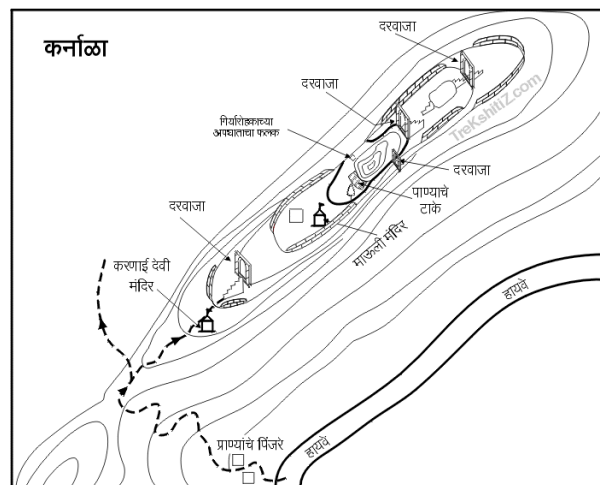 कर्नाळा
दरवाजा
दरवाजा
गिर्यारोहकाच्या
अपघाताचा फलक
TreKshitiZ.com
दरवाजा
पाण्याचे
टाके
दरवाजा
माऊली मंदिर
करणाई देवी
मंदिर
हायवे
प्राण्यांचे पिंजरे
हायवे